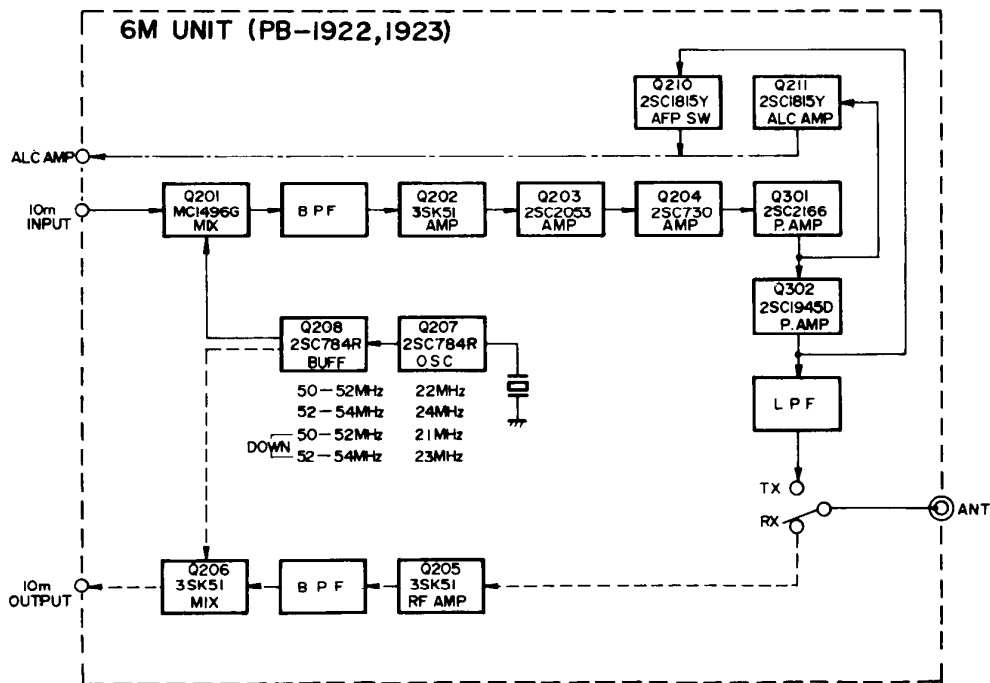 6M UNIT (PB-1922,1923)
Q210
2SC1815Y
AFP SW
Q211
2SC1815Y
ALC AMP
ALC AMP
10m
INPUT
Q201
MC1496G
MIX
BPF
Q202
3SK51
AMP
Q203
2SC2053
AMP
Q204
2SC730
AMP
Q301
2SC2166
P.AMP
Q302
2SC1945D
P.AMP
Q208
2SC784R
BUFF
Q207
2SC784R
OSC
50-52MHz 22MHz
52-54MHz 24MHz
DOWN
50-52MHz 21MHz
52-54MHz 23MHz
LPF
TX
RX
ANT
10m
OUTPUT
Q206
3SK51
MIX
BPF
Q205
3SK51
RF AMP